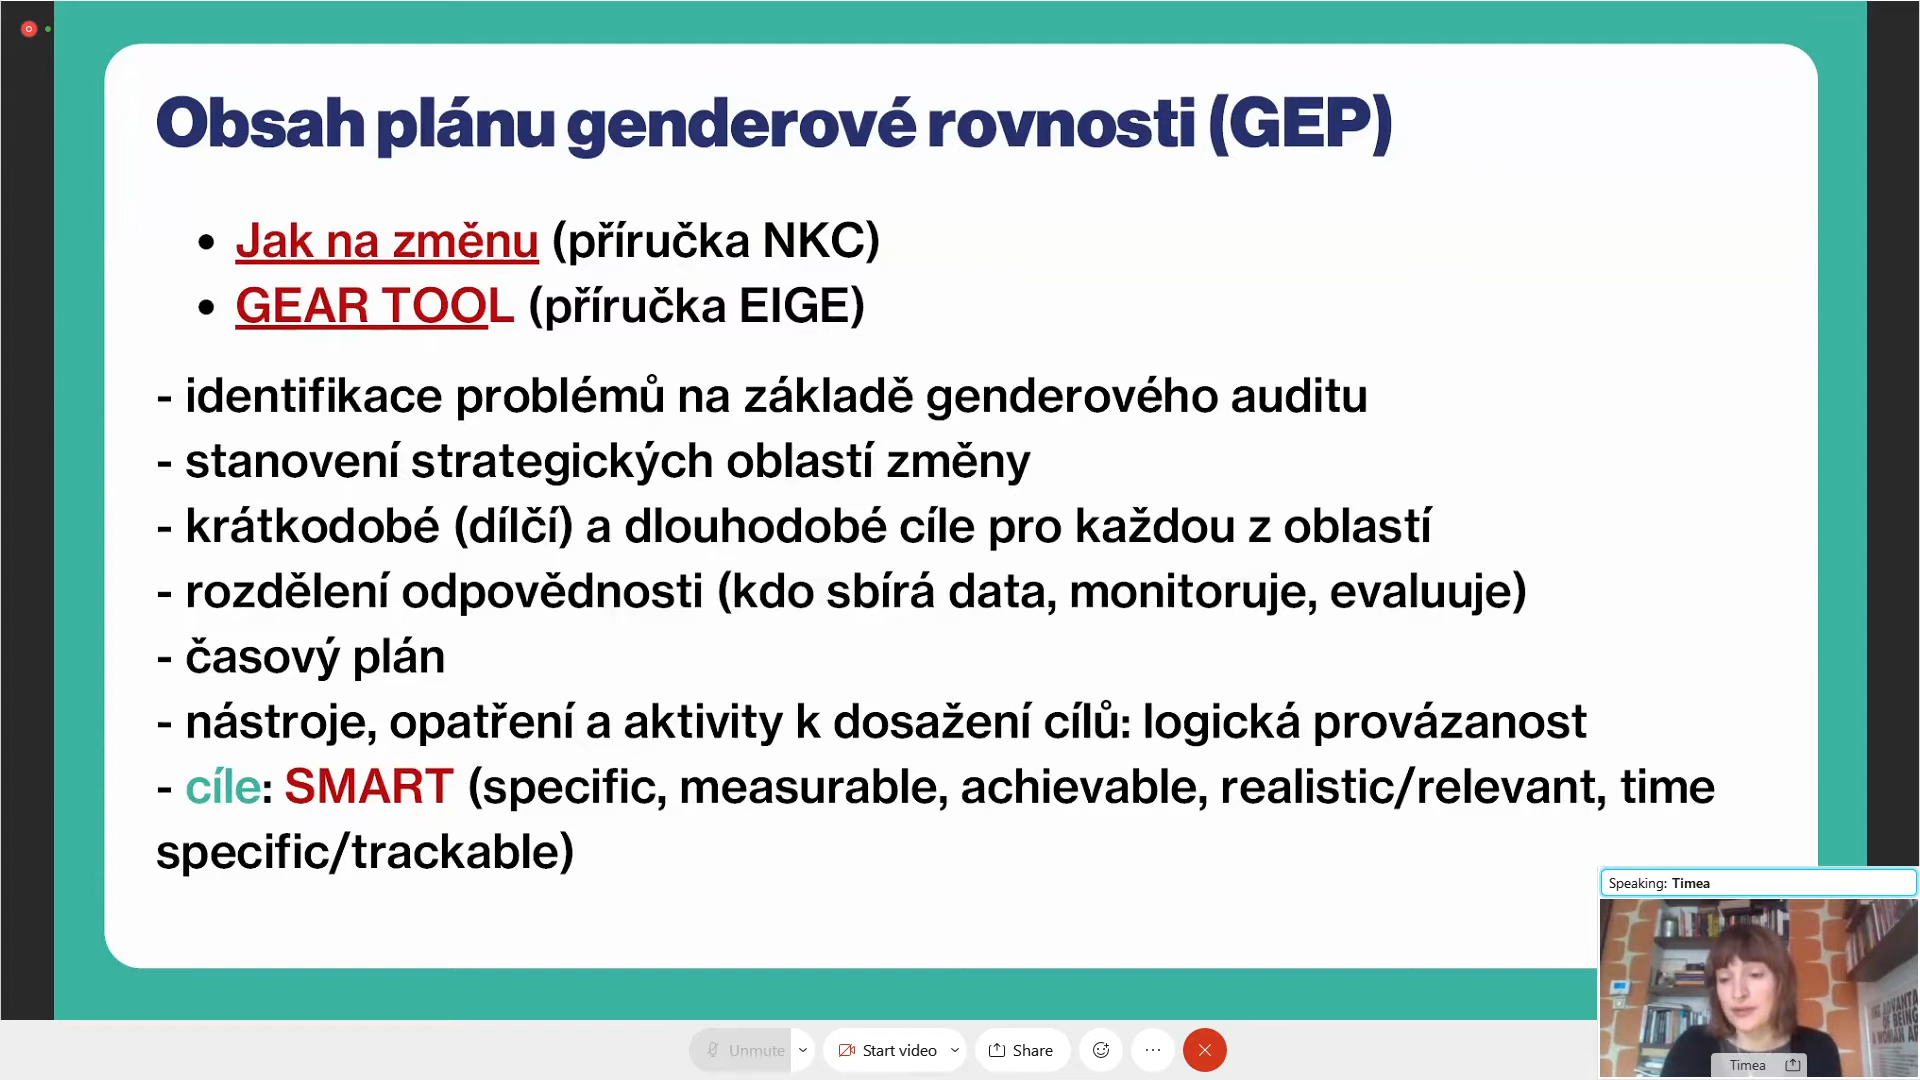 Obsah plánu genderové rovnosti (GEP)
• Jak na změnu (příručka NKC)
• GEAR TOOL (příručka EIGE)
- identifikace problémů na základě genderového auditu
- stanovení strategických oblastí změny
- krátkodobé (dílčí) a dlouhodobé cíle pro každou z oblastí
- rozdělení odpovědnosti (kdo sbírá data, monitoruje, evaluuje)
- časový plán
- nástroje, opatření a aktivity k dosažení cílů: logická provázanost
- cíle: SMART (specific, measurable, achievable, realistic/relevant, time
specific/trackable)
Speaking: Timea
OF BEING
Timea
Unmute
Start video
Share